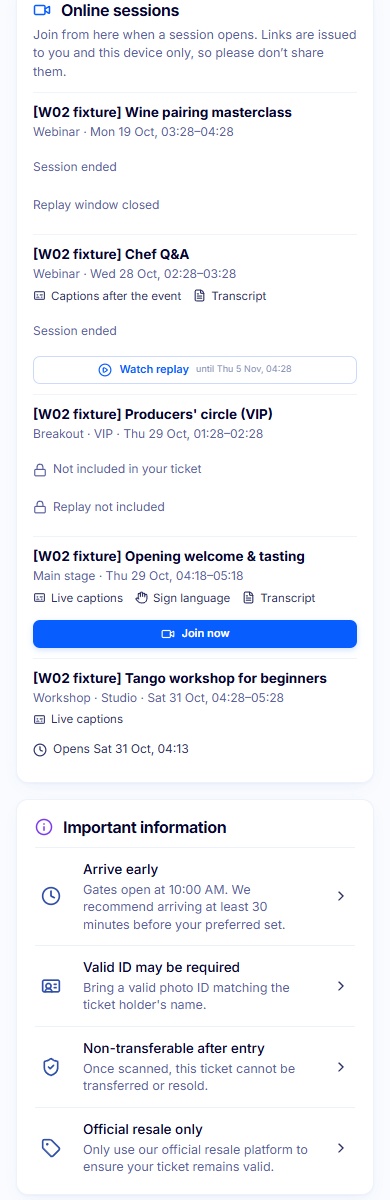 Online sessions
Join from here when a session opens. Links are issued
to you and this device only, so please don't share
them.
[W02 fixture] Wine pairing masterclass
Webinar · Mon 19 Oct, 03:28–04:28
Session ended
Replay window closed
[W02 fixture] Chef Q&A
Webinar · Wed 28 Oct, 02:28–03:28
Captions after the event Transcript
Session ended
Watch replay until Thu 5 Nov, 04:28
[W02 fixture] Producers' circle (VIP)
Breakout · VIP · Thu 29 Oct, 01:28–02:28
Not included in your ticket
Replay not included
[W02 fixture] Opening welcome & tasting
Main stage · Thu 29 Oct, 04:18–05:18
Live captions Sign language Transcript
Join now
[W02 fixture] Tango workshop for beginners
Workshop · Studio · Sat 31 Oct, 04:28–05:28
Live captions
Opens Sat 31 Oct, 04:13
Important information
Arrive early
Gates open at 10:00 AM. We
recommend arriving at least 30
minutes before your preferred set.
Valid ID may be required
Bring a valid photo ID matching the
ticket holder's name.
Non-transferable after entry
Once scanned, this ticket cannot be
transferred or resold.
Official resale only
Only use our official resale platform to
ensure your ticket remains valid.